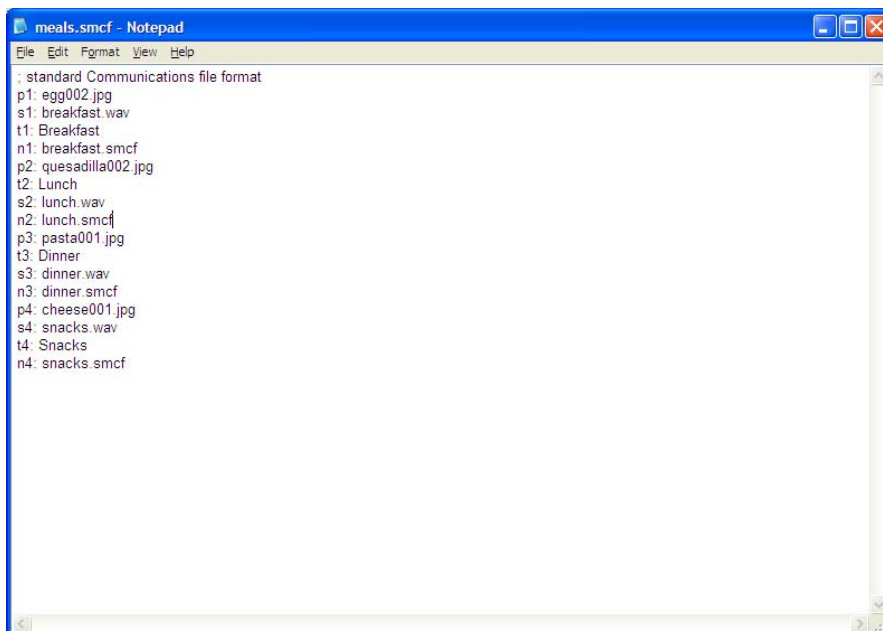 meals.smcf - Notepad
File Edit Format View Help
; standard Communications file format
p1: egg002.jpg
s1: breakfast.wav
t1: Breakfast
n1: breakfast.smcf
p2: quesadilla002.jpg
t2: Lunch
s2: lunch.wav
n2: lunch.smcf
p3: pasta001.jpg
t3: Dinner
s3: dinner.wav
n3: dinner.smcf
p4: cheese001.jpg
s4: snacks.wav
t4: Snacks
n4: snacks.smcf